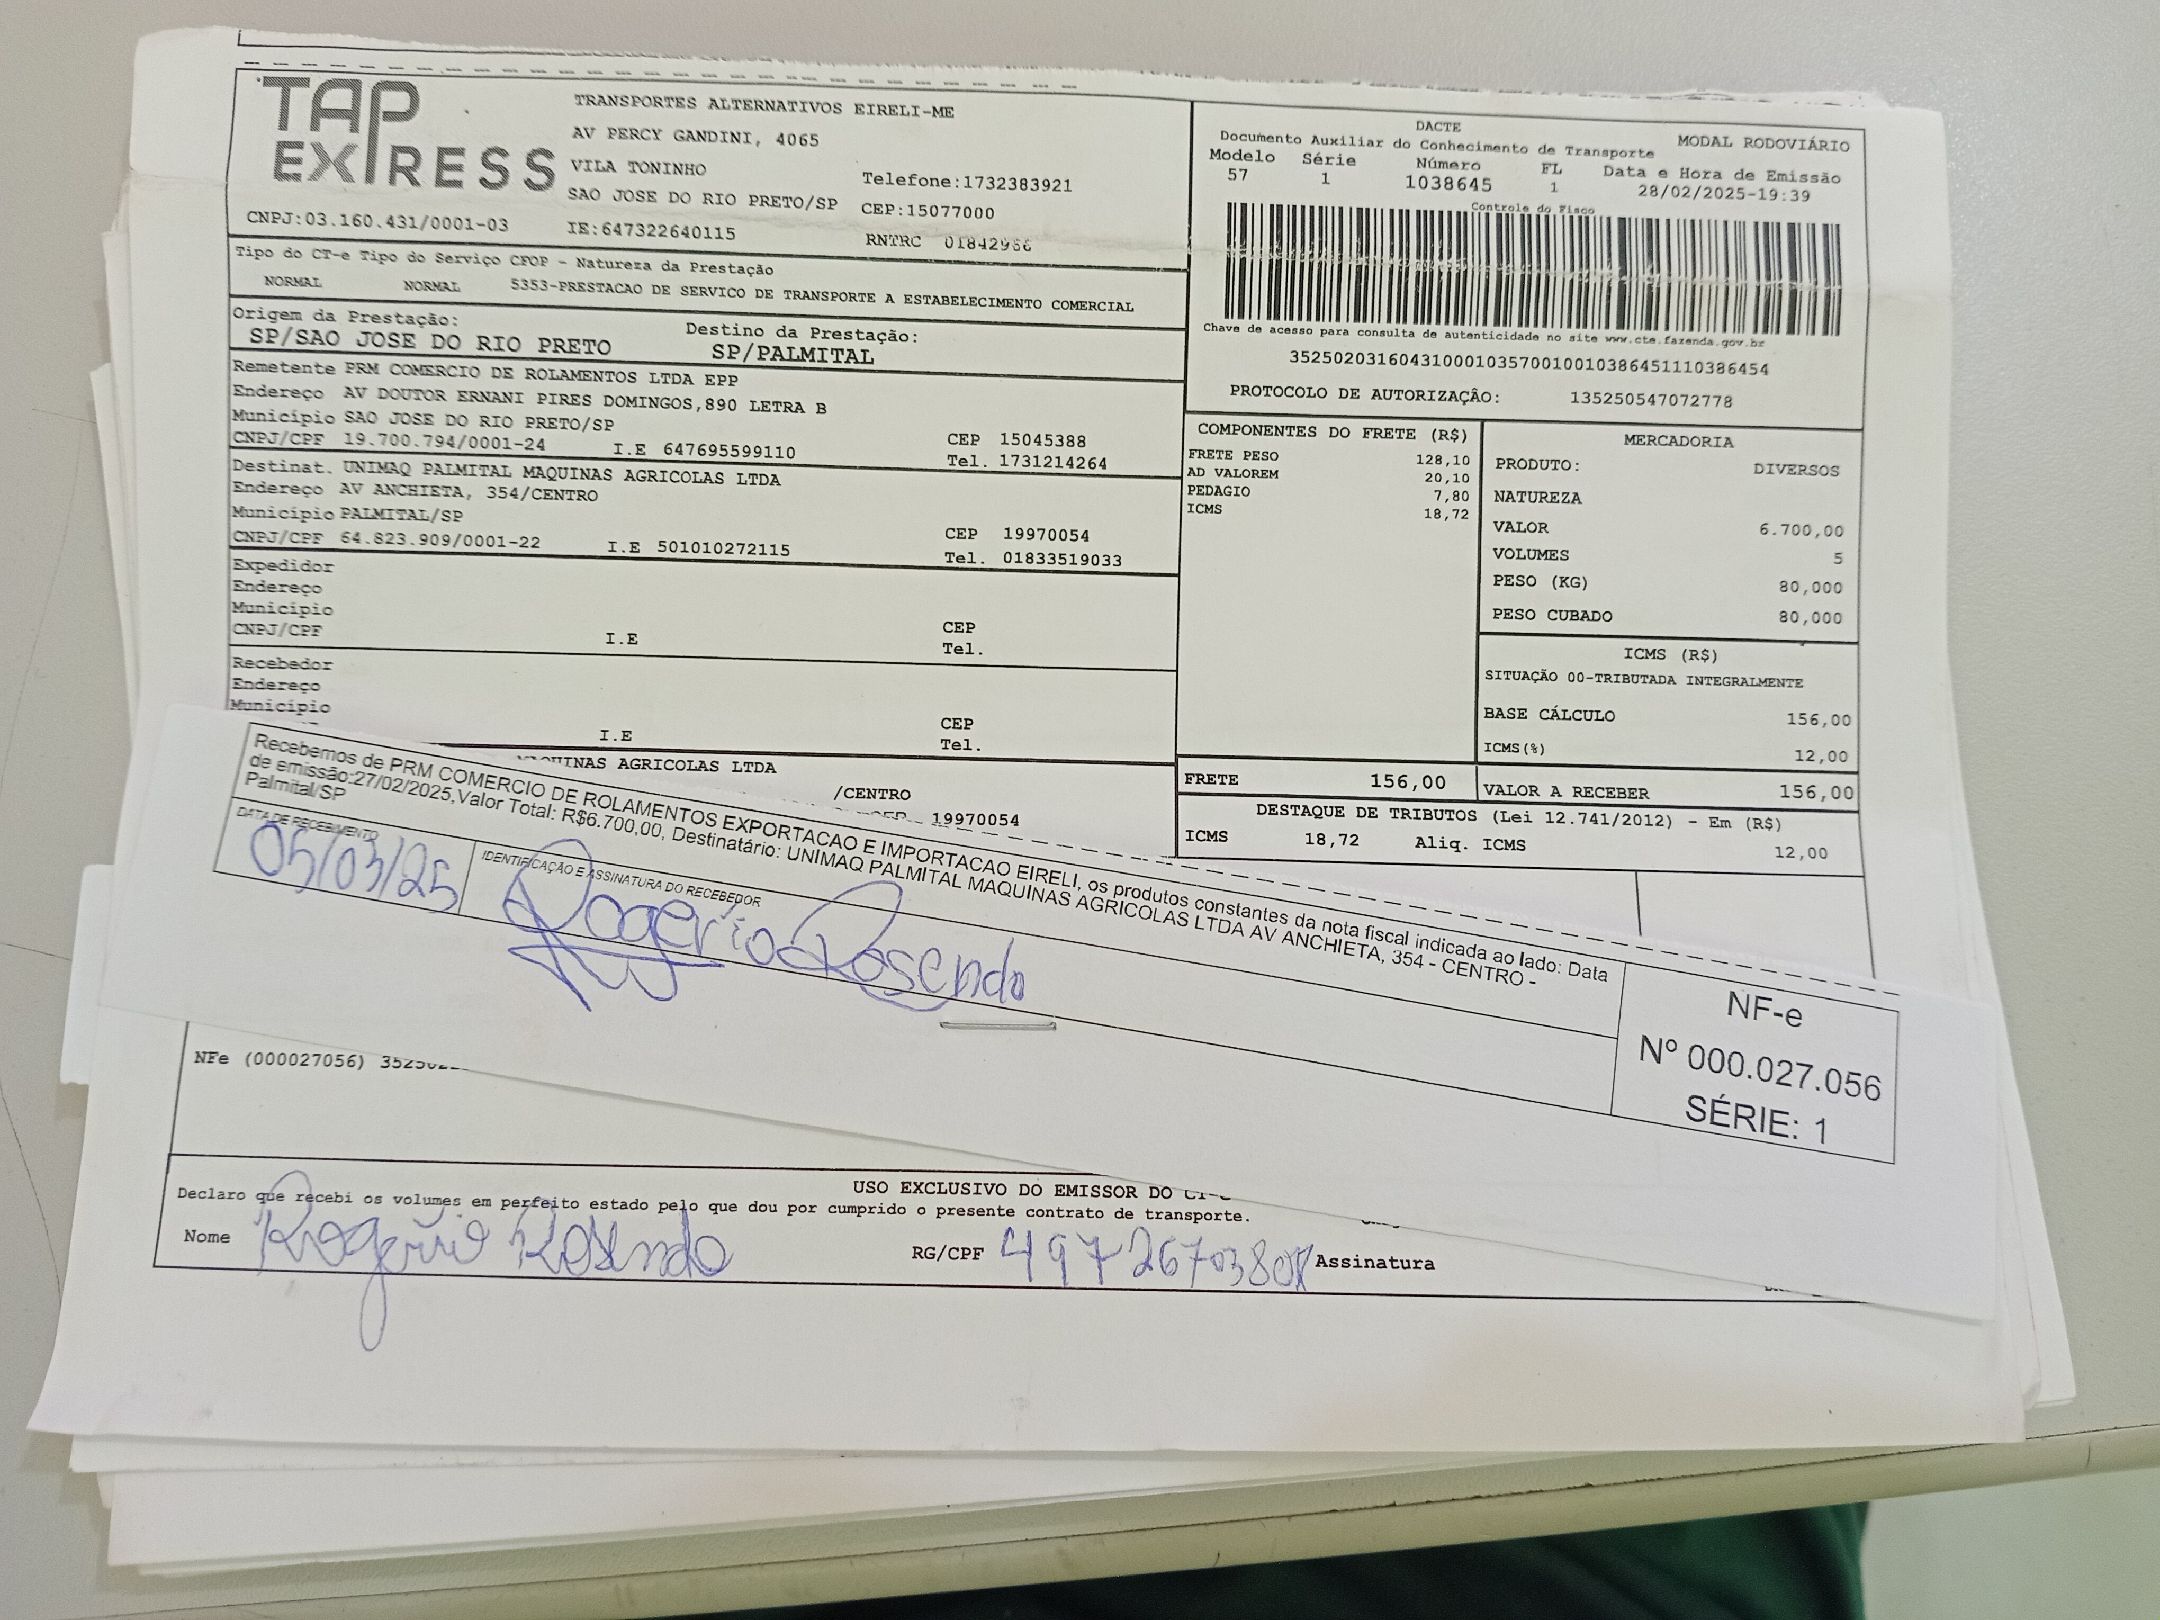 TAP EXPRESS
TRANSPORTES ALTERNATIVOS EIRELI-ME
AV PERCY GANDINI, 4065
VILA TONINHO
Telefone:1732383921
SAO JOSE DO RIO PRETO/SP CEP:15077000
CNPJ:03.160.431/0001-03 IE:647322640115 RNTRC
DACTE
Documento Auxiliar do Conhecimento de Transporte MODAL RODOVIÁRIO
Modelo Série Número FL Data e Hora de Emissão
57 1 1038645 1 28/02/2025-19:39
Controle do Fisco
Chave de acesso para consulta de autenticidade no site www.cte.fazenda.gov.br
35250203160431000103570010010386451110386454
PROTOCOLO DE AUTORIZAÇÃO: 135250547072778
Tipo do CT-e Tipo do Serviço CFOP - Natureza da Prestação
NORMAL NORMAL 5353-PRESTACAO DE SERVICO DE TRANSPORTE A ESTABELECIMENTO COMERCIAL
Origem da Prestação: Destino da Prestação:
SP/SAO JOSE DO RIO PRETO SP/PALMITAL
Remetente PRM COMERCIO DE ROLAMENTOS LTDA EPP
Endereço AV DOUTOR ERNANI PIRES DOMINGOS,890 LETRA B
Município SAO JOSE DO RIO PRETO/SP CEP 15045388
CNPJ/CPF 19.700.794/0001-24 I.E 647695599110 Tel. 1731214264
Destinat. UNIMAQ PALMITAL MAQUINAS AGRICOLAS LTDA
Endereço AV ANCHIETA, 354/CENTRO
Município PALMITAL/SP CEP 19970054
CNPJ/CPF 64.823.909/0001-22 I.E 501010272115 Tel. 01833519033
Expedidor
Endereço
Município CEP
CNPJ/CPF I.E Tel.
Recebedor
Endereço
Município CEP
I.E Tel.
AGRICOLAS LTDA
/CENTRO
19970054
COMPONENTES DO FRETE (R$)
FRETE PESO 128,10
AD VALOREM 20,10
PEDAGIO 7,80
ICMS 18,72
MERCADORIA
PRODUTO: DIVERSOS
NATUREZA
VALOR 6.700,00
VOLUMES 5
PESO (KG) 80,000
PESO CUBADO 80,000
ICMS (R$)
SITUAÇÃO 00-TRIBUTADA INTEGRALMENTE
BASE CÁLCULO 156,00
ICMS(%) 12,00
FRETE 156,00 VALOR A RECEBER 156,00
DESTAQUE DE TRIBUTOS (Lei 12.741/2012) - Em (R$)
ICMS 18,72 Aliq. ICMS 12,00
Recebemos de PRM COMERCIO DE ROLAMENTOS EXPORTACAO E IMPORTACAO EIRELI, os produtos constantes da nota fiscal indicada ao lado: Data
de emissão:27/02/2025,Valor Total: R$6.700,00, Destinatário: UNIMAQ PALMITAL MAQUINAS AGRICOLAS LTDA AV ANCHIETA, 354 - CENTRO -
Palmital/SP
DATA DE RECEBIMENTO IDENTIFICAÇÃO E ASSINATURA DO RECEBEDOR
05/03/25 Rogério Rosendo
NF-e
Nº 000.027.056
SÉRIE: 1
NFe (000027056)
USO EXCLUSIVO DO EMISSOR DO
Declaro que recebi os volumes em perfeito estado pelo que dou por cumprido o presente contrato de transporte.
Nome Rogério Rosendo RG/CPF Assinatura